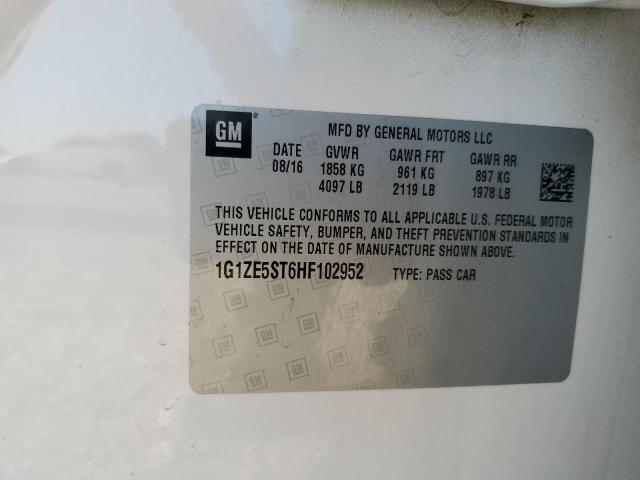 GM ®
MFD BY GENERAL MOTORS LLC
DATE GVWR GAWR FRT GAWR RR
08/16 1858 KG 961 KG 897 KG
4097 LB 2119 LB 1978 LB
THIS VEHICLE CONFORMS TO ALL APPLICABLE U.S. FEDERAL MOTOR
VEHICLE SAFETY, BUMPER, AND THEFT PREVENTION STANDARDS IN
EFFECT ON THE DATE OF MANUFACTURE SHOWN ABOVE.
1G1ZE5ST6HF102952 TYPE: PASS CAR